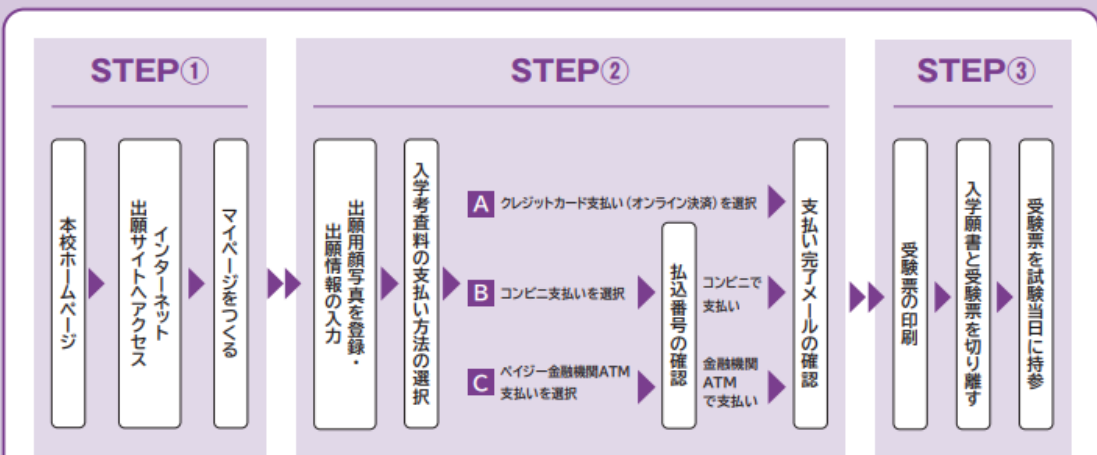 STEP①
本校ホームページ
インターネット
出願サイトへアクセス
マイページをつくる
STEP②
出願用顔写真を登録・
出願情報の入力
入学考査料の支払い方法の選択
A クレジットカード支払い(オンライン決済)を選択
B コンビニ支払いを選択
C ペイジー金融機関ATM
支払いを選択
払込番号の確認
コンビニで
支払い
金融機関
ATM
で支払い
支払い完了メールの確認
STEP③
受験票の印刷
入学願書と受験票を切り離す
受験票を試験当日に持参